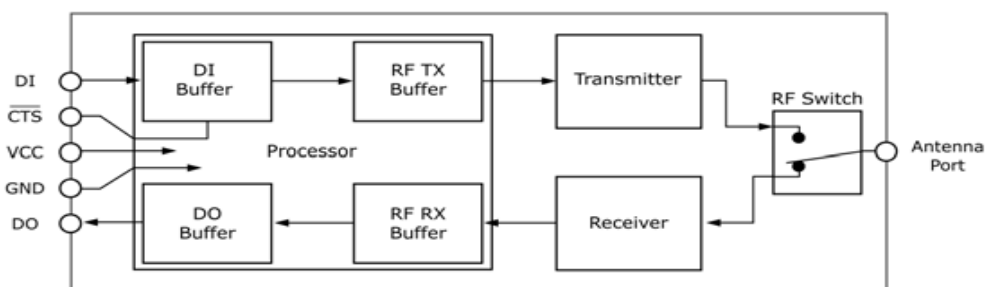 DI
CTS
VCC
GND
DO
DI
Buffer
RF TX
Buffer
Processor
DO
Buffer
RF RX
Buffer
Transmitter
Receiver
RF Switch
Antenna
Port